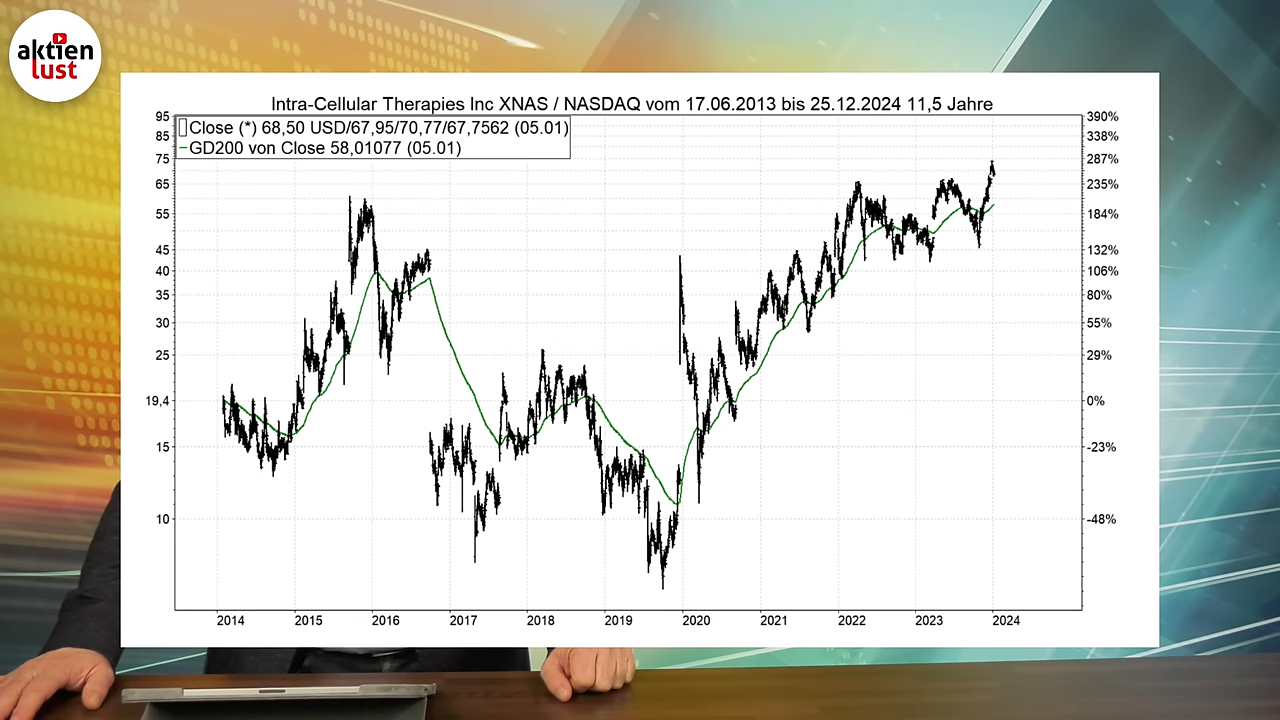 aktien
lust
Intra-Cellular Therapies Inc XNAS / NASDAQ vom 17.06.2013 bis 25.12.2024 11,5 Jahre
Close (*) 68,50 USD/67,95/70,77/67,7562 (05.01)
GD200 von Close 58,01077 (05.01)
95 390%
85 338%
75 287%
65 235%
55 184%
45 132%
40 106%
35 80%
30 55%
25 29%
19,4 0%
15 -23%
10 -48%
2014 2015 2016 2017 2018 2019 2020 2021 2022 2023 2024